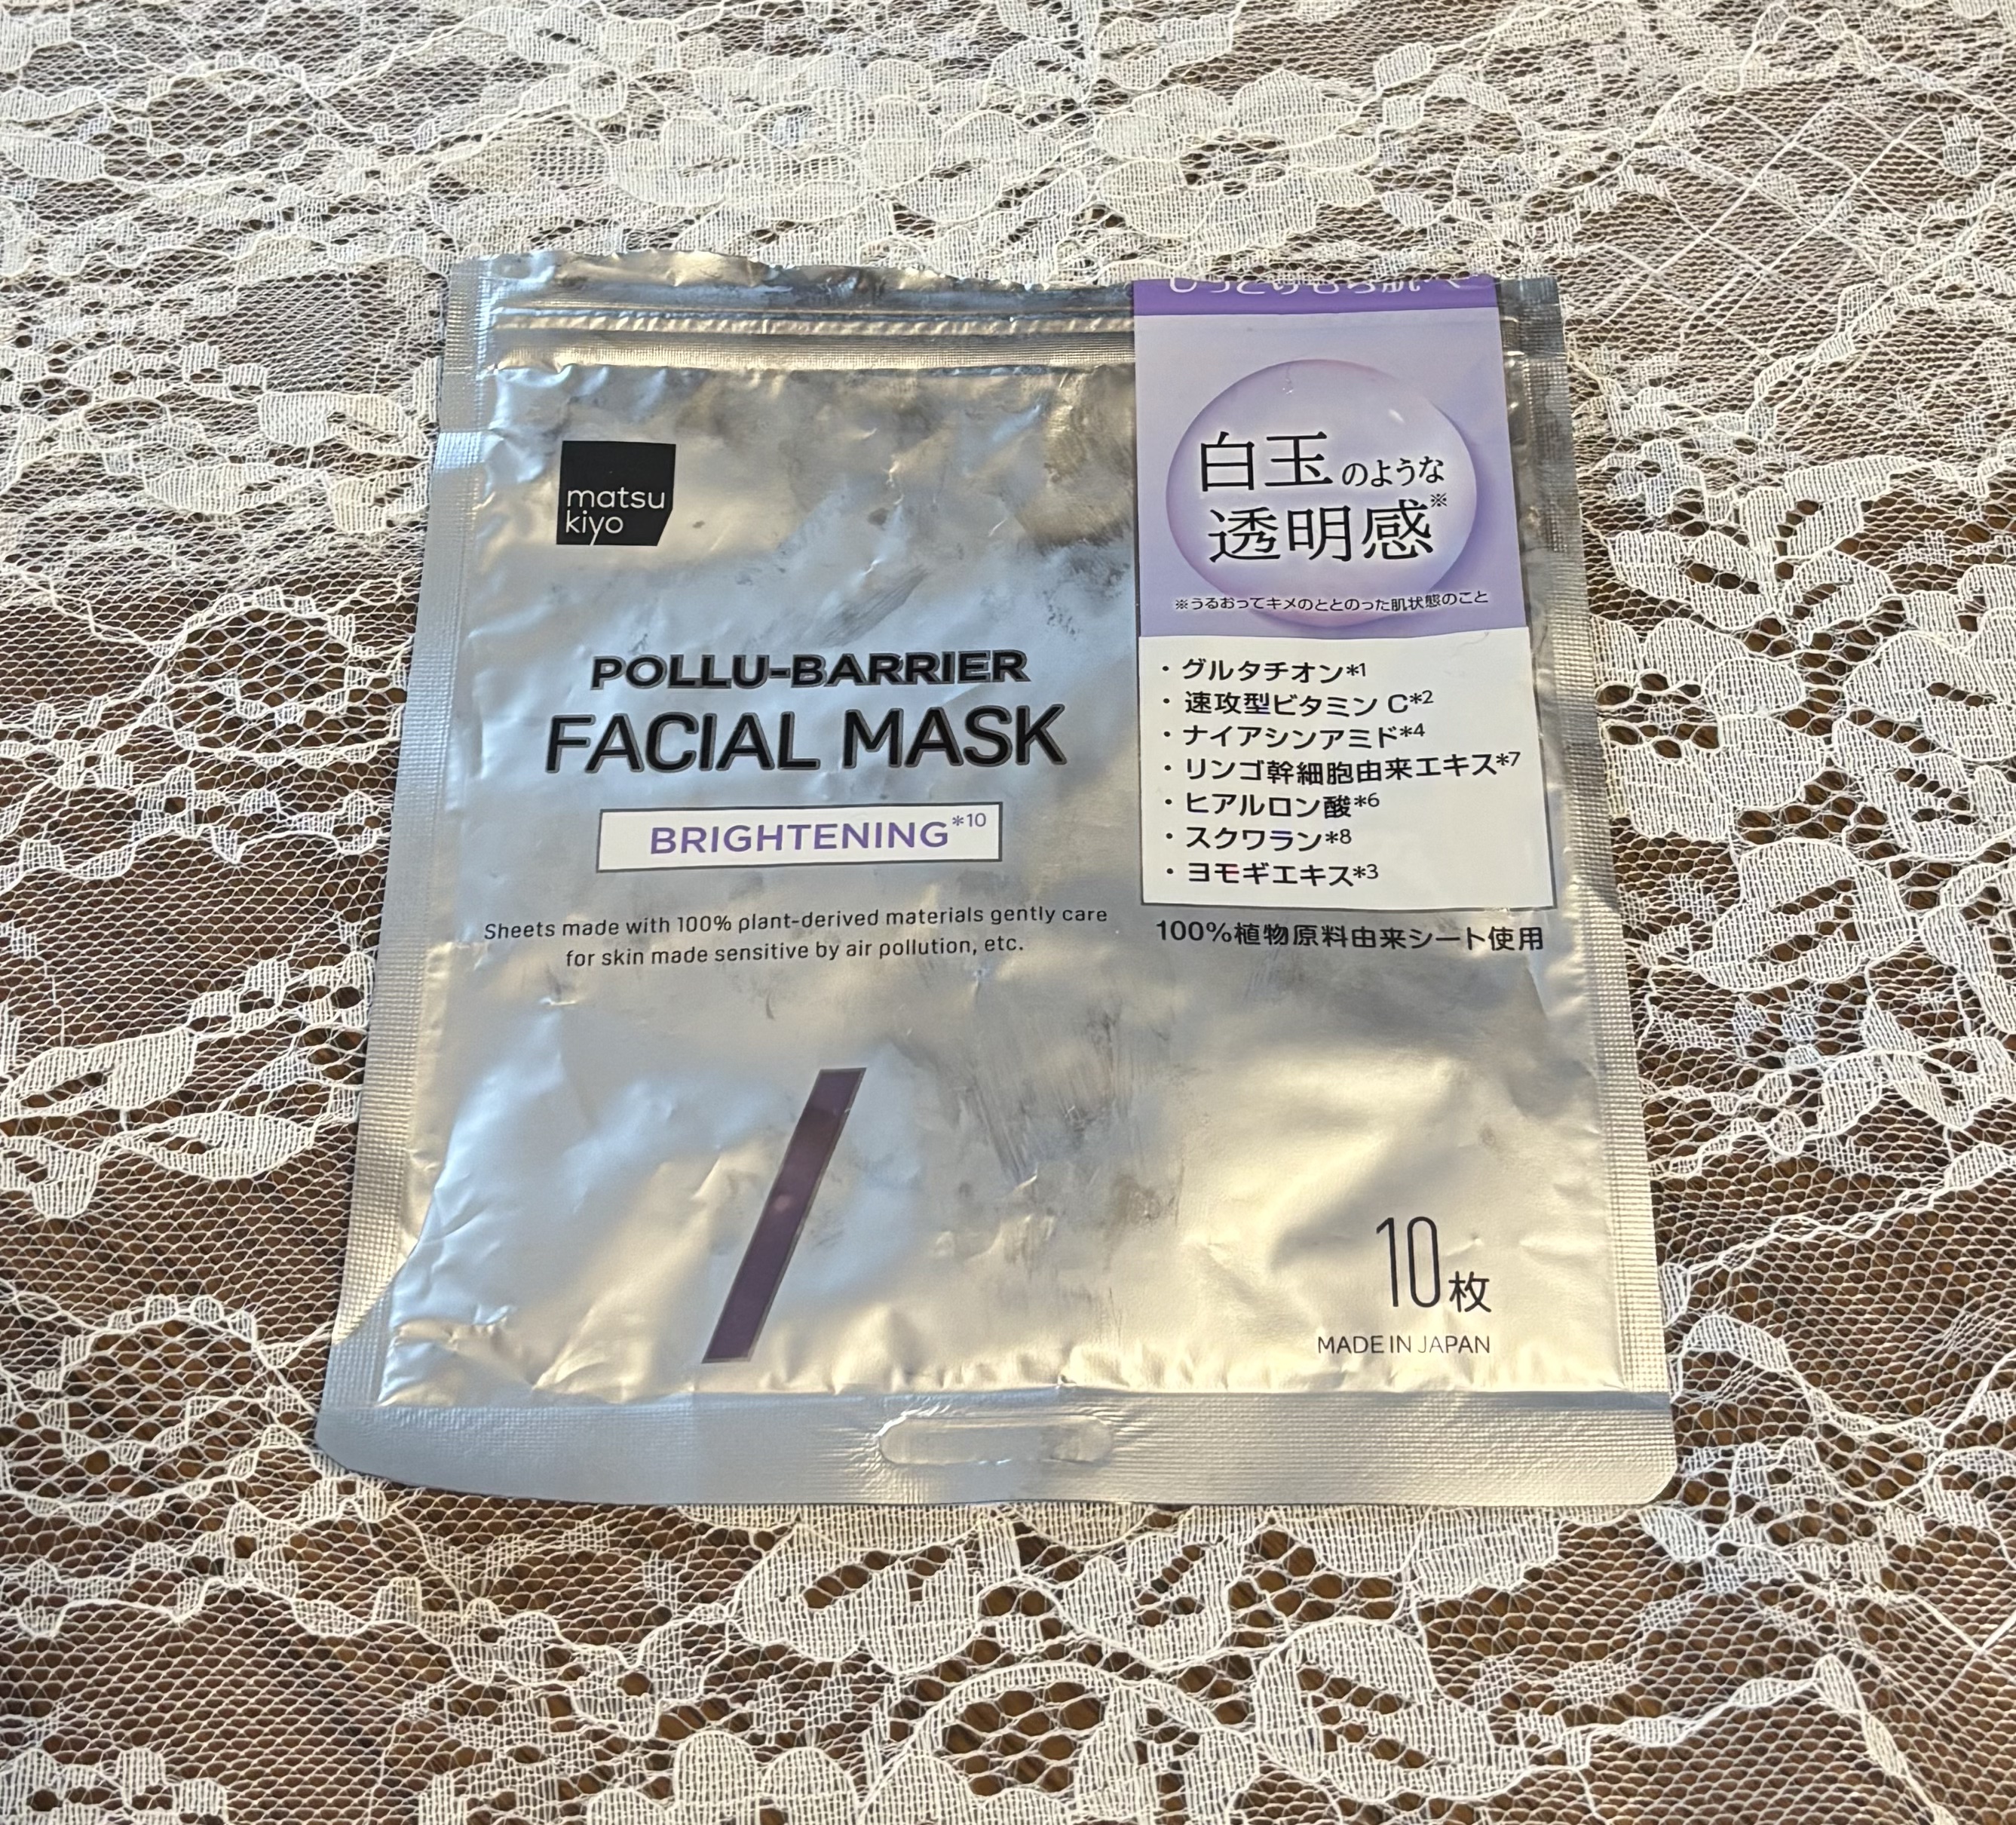 matsu
kiyo
POLLU-BARRIER
FACIAL MASK
BRIGHTENING*10
Sheets made with 100% plant-derived materials gently care
for skin made sensitive by air pollution, etc.
白玉のような
透明感※
※うるおってキメのととのった肌状態のこと
・グルタチオン*1
・速攻型ビタミン C*2
・ナイアシンアミド*4
・リンゴ幹細胞由来エキス*7
・ヒアルロン酸*6
・スクワラン*8
・ヨモギエキス*3
100%植物原料由来シート使用
10枚
MADE IN JAPAN